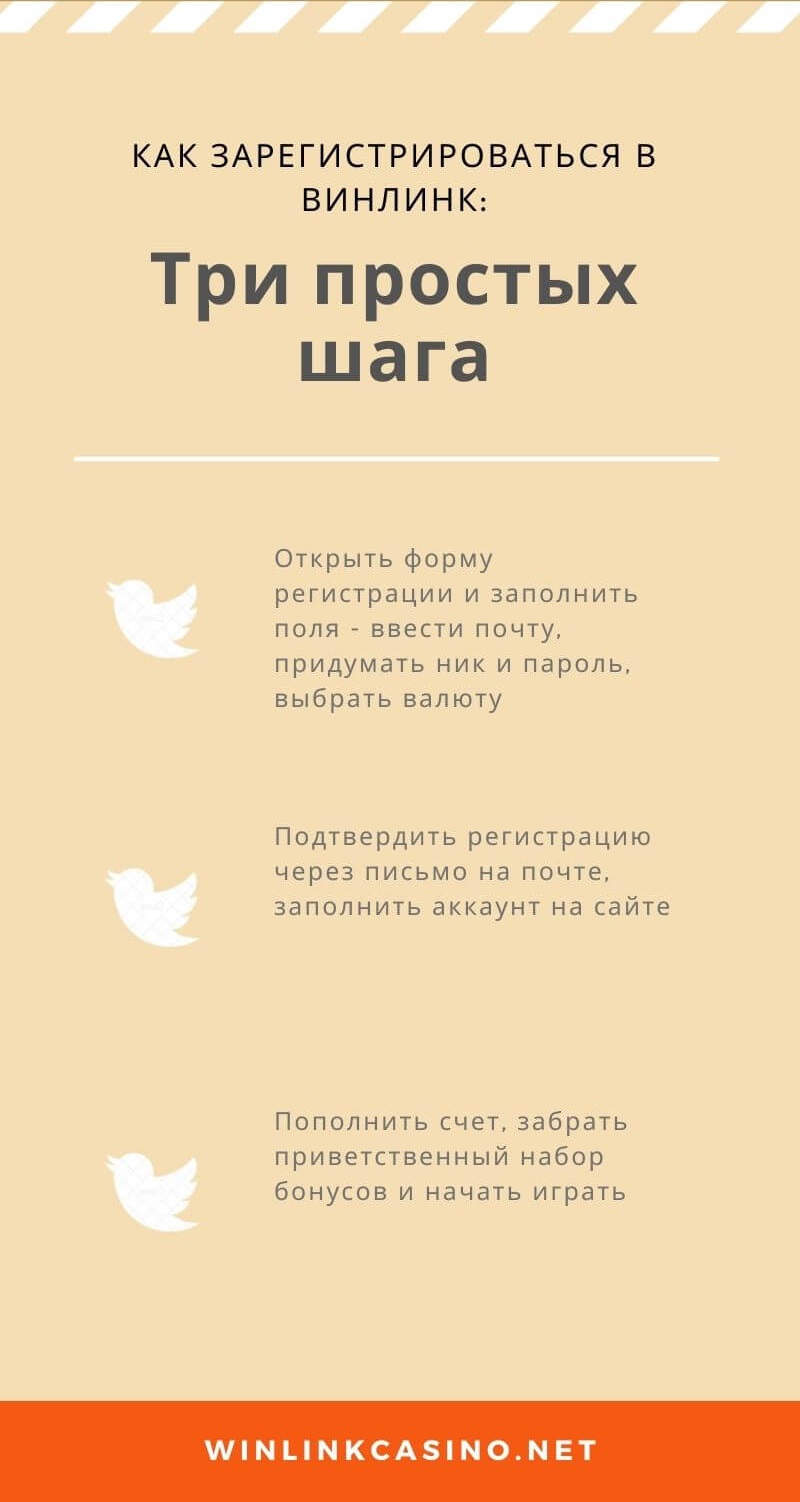 КАК ЗАРЕГИСТРИРОВАТЬСЯ В
ВИНЛИНК:
Три простых
шага
Открыть форму
регистрации и заполнить
поля - ввести почту,
придумать ник и пароль,
выбрать валюту
Подтвердить регистрацию
через письмо на почте,
заполнить аккаунт на сайте
Пополнить счет, забрать
приветственный набор
бонусов и начать играть
WINLINKCASINO.NET